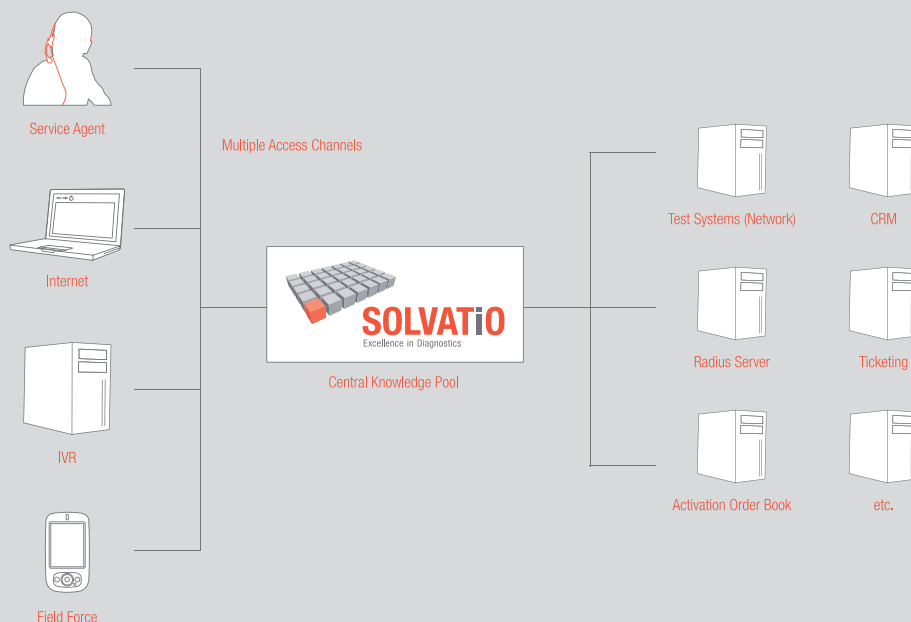 Service Agent
Multiple Access Channels
Internet
IVR
Field Force
SOLVATiO
Excellence in Diagnostics
Central Knowledge Pool
Test Systems (Network)
CRM
Radius Server
Ticketing
Activation Order Book
etc.